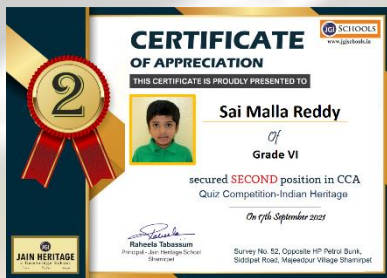 CERTIFICATE
OF APPRECIATION
JGI SCHOOLS
www.jgischools.in
THIS CERTIFICATE IS PROUDLY PRESENTED TO
2
Sai Malla Reddy
Of
Grade VI
secured SECOND position in CCA
Quiz Competition-Indian Heritage
On 17th September 2021
JGI
JAIN HERITAGE
Raheela Tabassum
Principal - Jain Heritage School
Shamirpet
Survey No. 52, Opposite HP Petrol Bunk,
Siddipet Road, Majeedpur Village Shamirpet